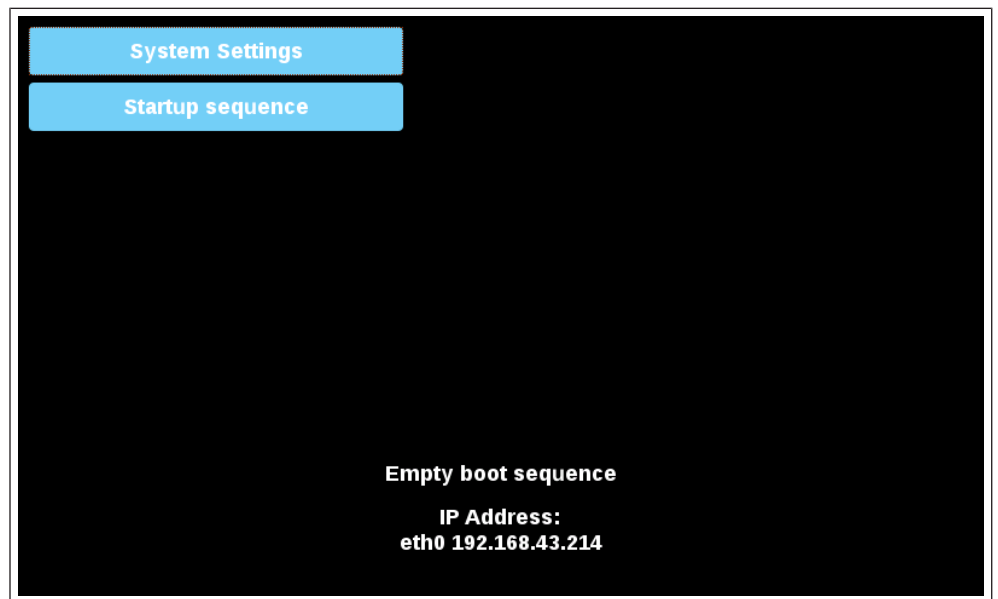 System Settings
Startup sequence
Empty boot sequence
IP Address:
eth0 192.168.43.214